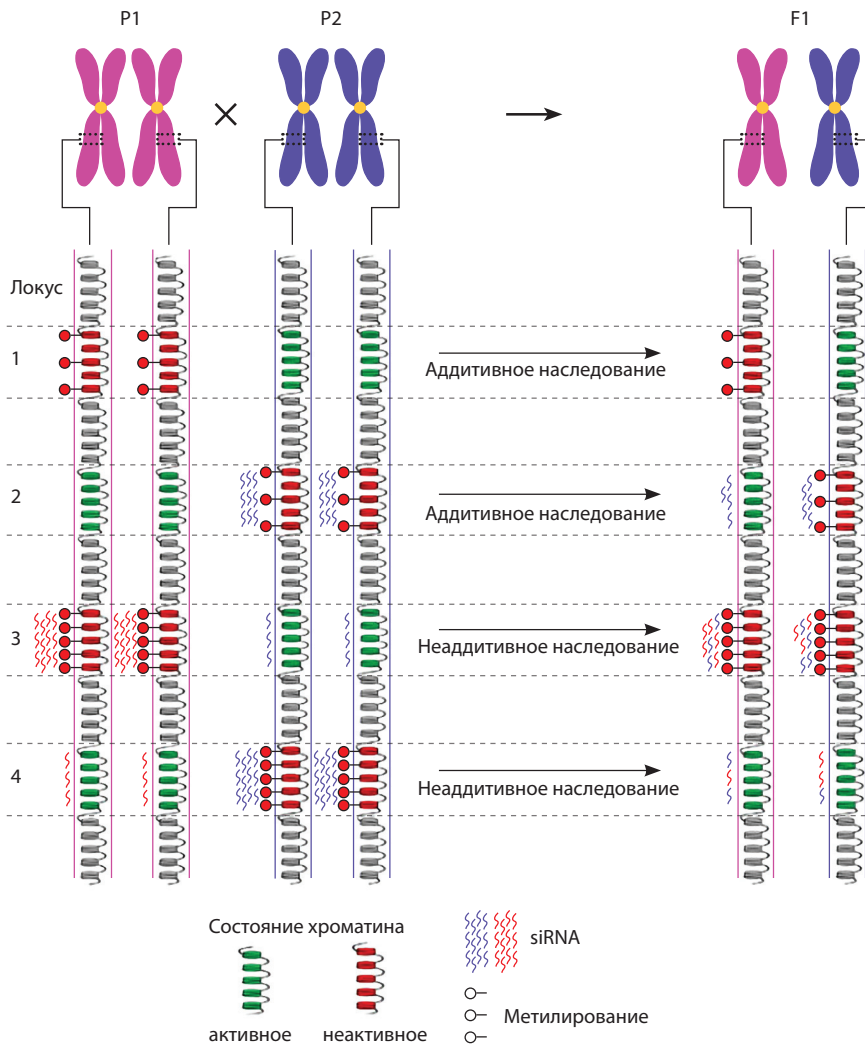 P1
P2
F1
Локус
1
Аддитивное наследование
2
Аддитивное наследование
3
Неаддитивное наследование
4
Неаддитивное наследование
Состояние хроматина
активное
неактивное
siRNA
Метилирование